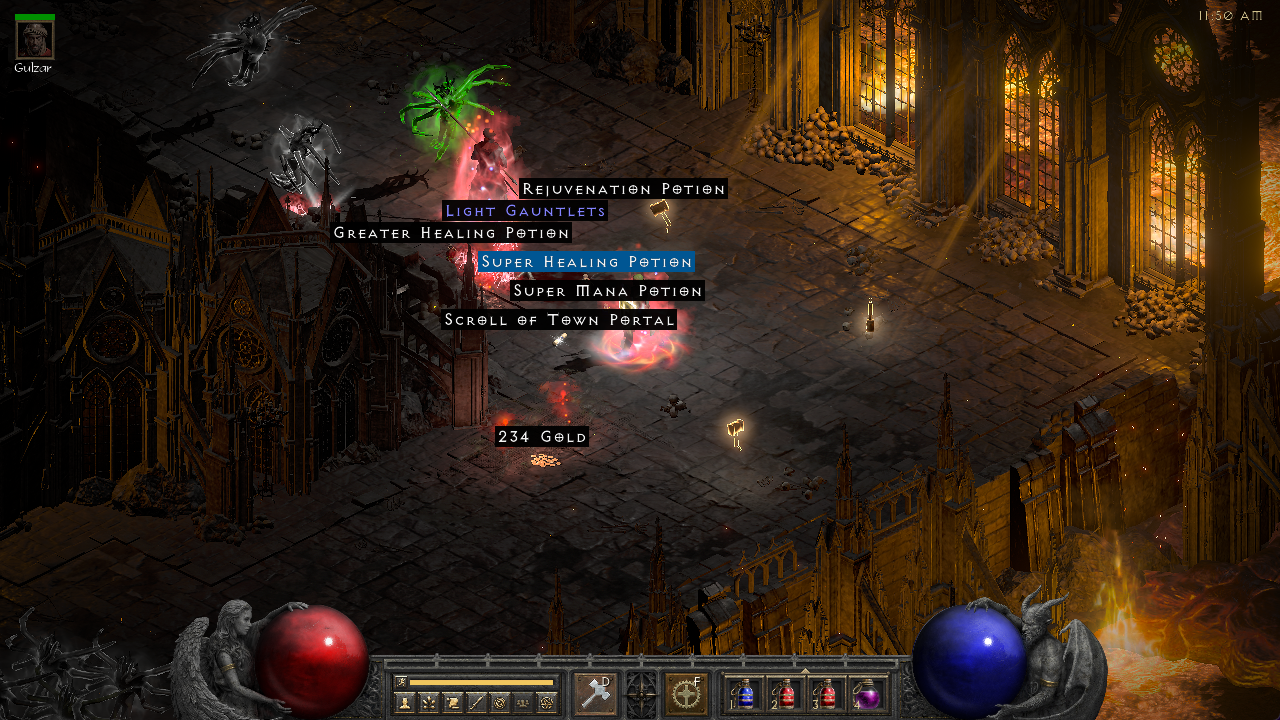 11:50 AM
Gulzar
Rejuvenation Potion
Light Gauntlets
Greater Healing Potion
Super Healing Potion
Super Mana Potion
Scroll of Town Portal
234 Gold
D
F
1
2
3
4